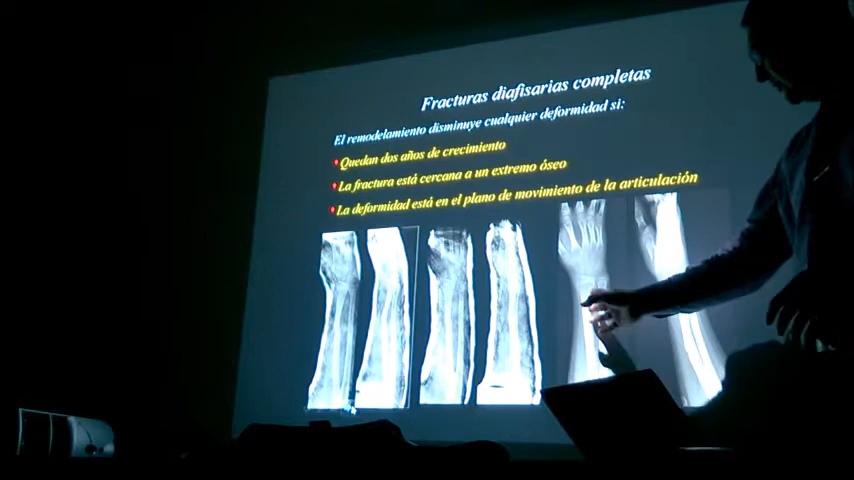 Fracturas diafisarias completas
El remodelamiento disminuye cualquier deformidad si:
Quedan dos años de crecimiento
La fractura está cercana a un extremo óseo
La deformidad está en el plano de movimiento de la articulación